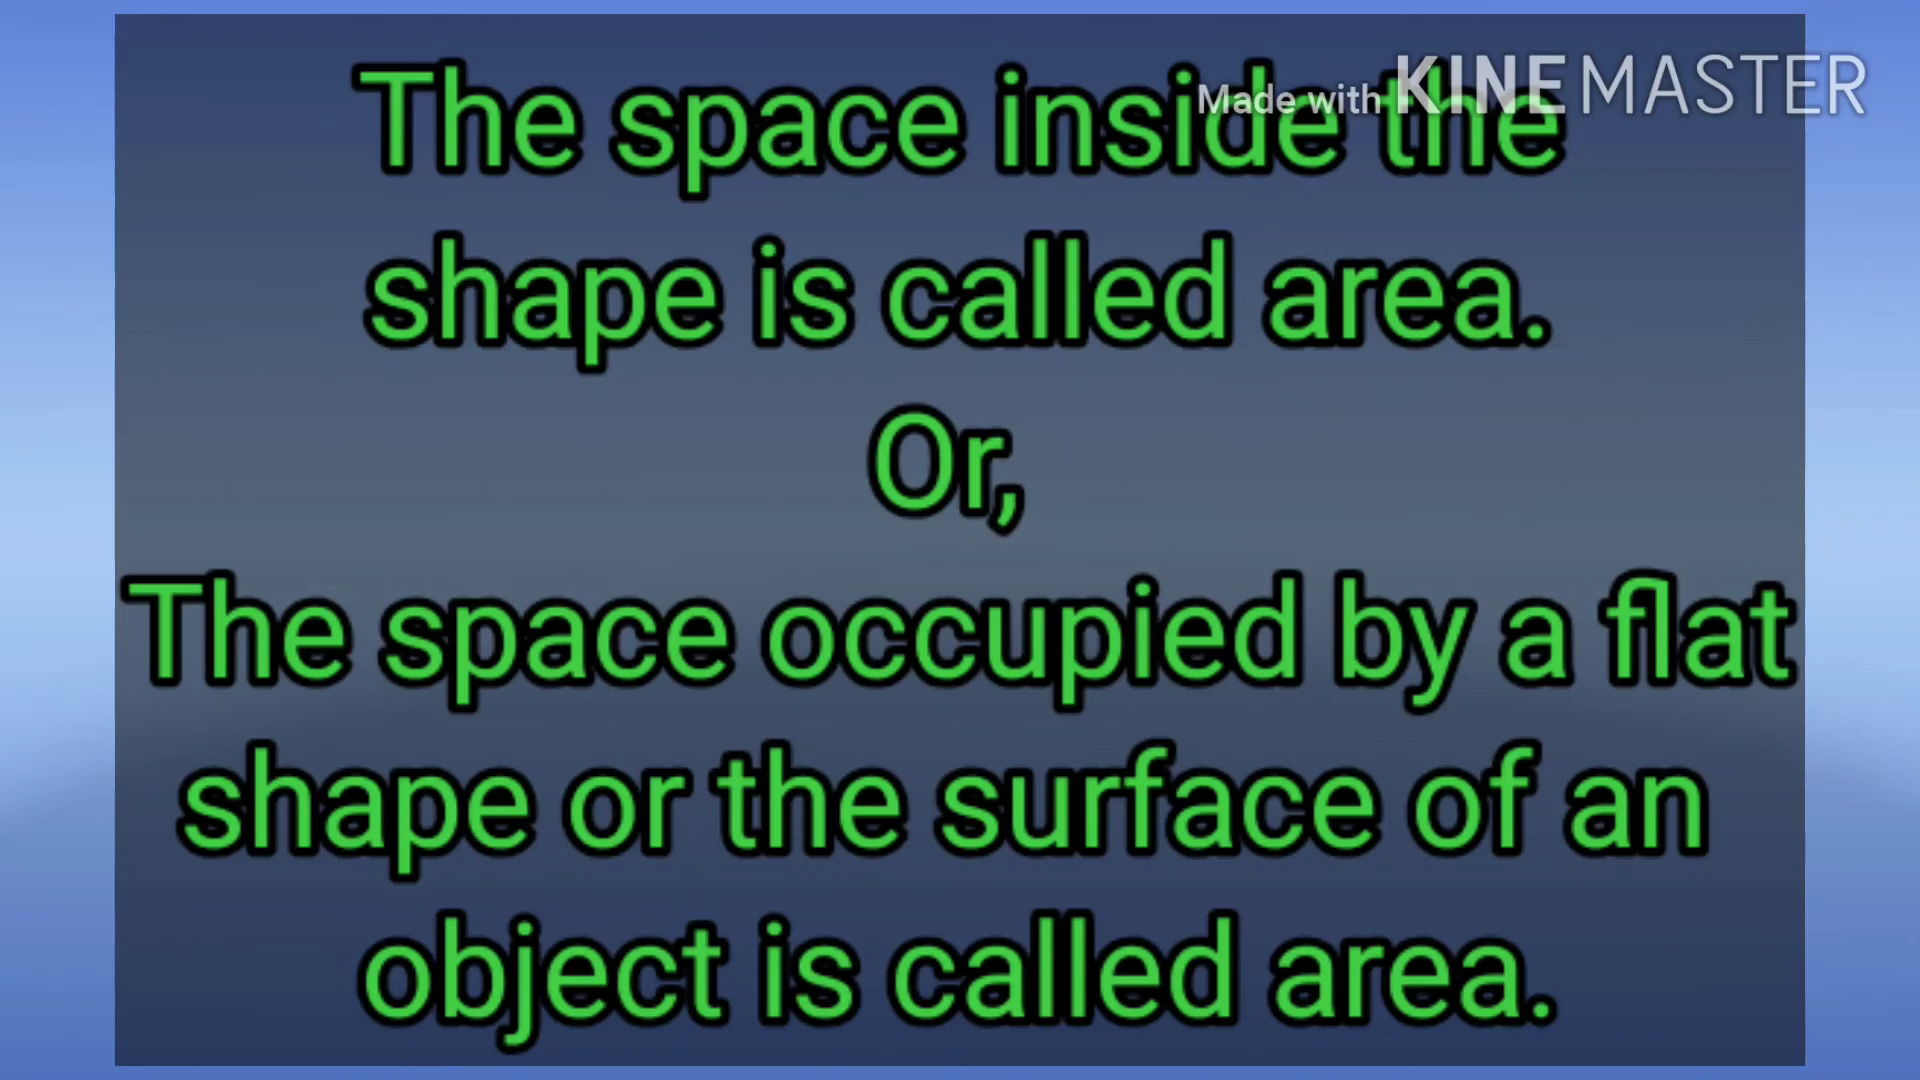 Made with KINEMASTER
The space inside the
shape is called area.
Or,
The space occupied by a flat
shape or the surface of an
object is called area.